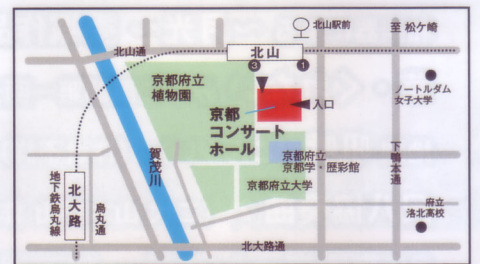 北山駅前
至 松ケ崎
北山通
北山
3
1
京都府立
植物園
ノートルダム
女子大学
入口
京都
コンサート
ホール
賀茂川
京都府立
京都学・歴彩館
下鴨本通
京都府立大学
北大路
地下鉄烏丸線
烏丸通
府立
洛北高校
北大路通